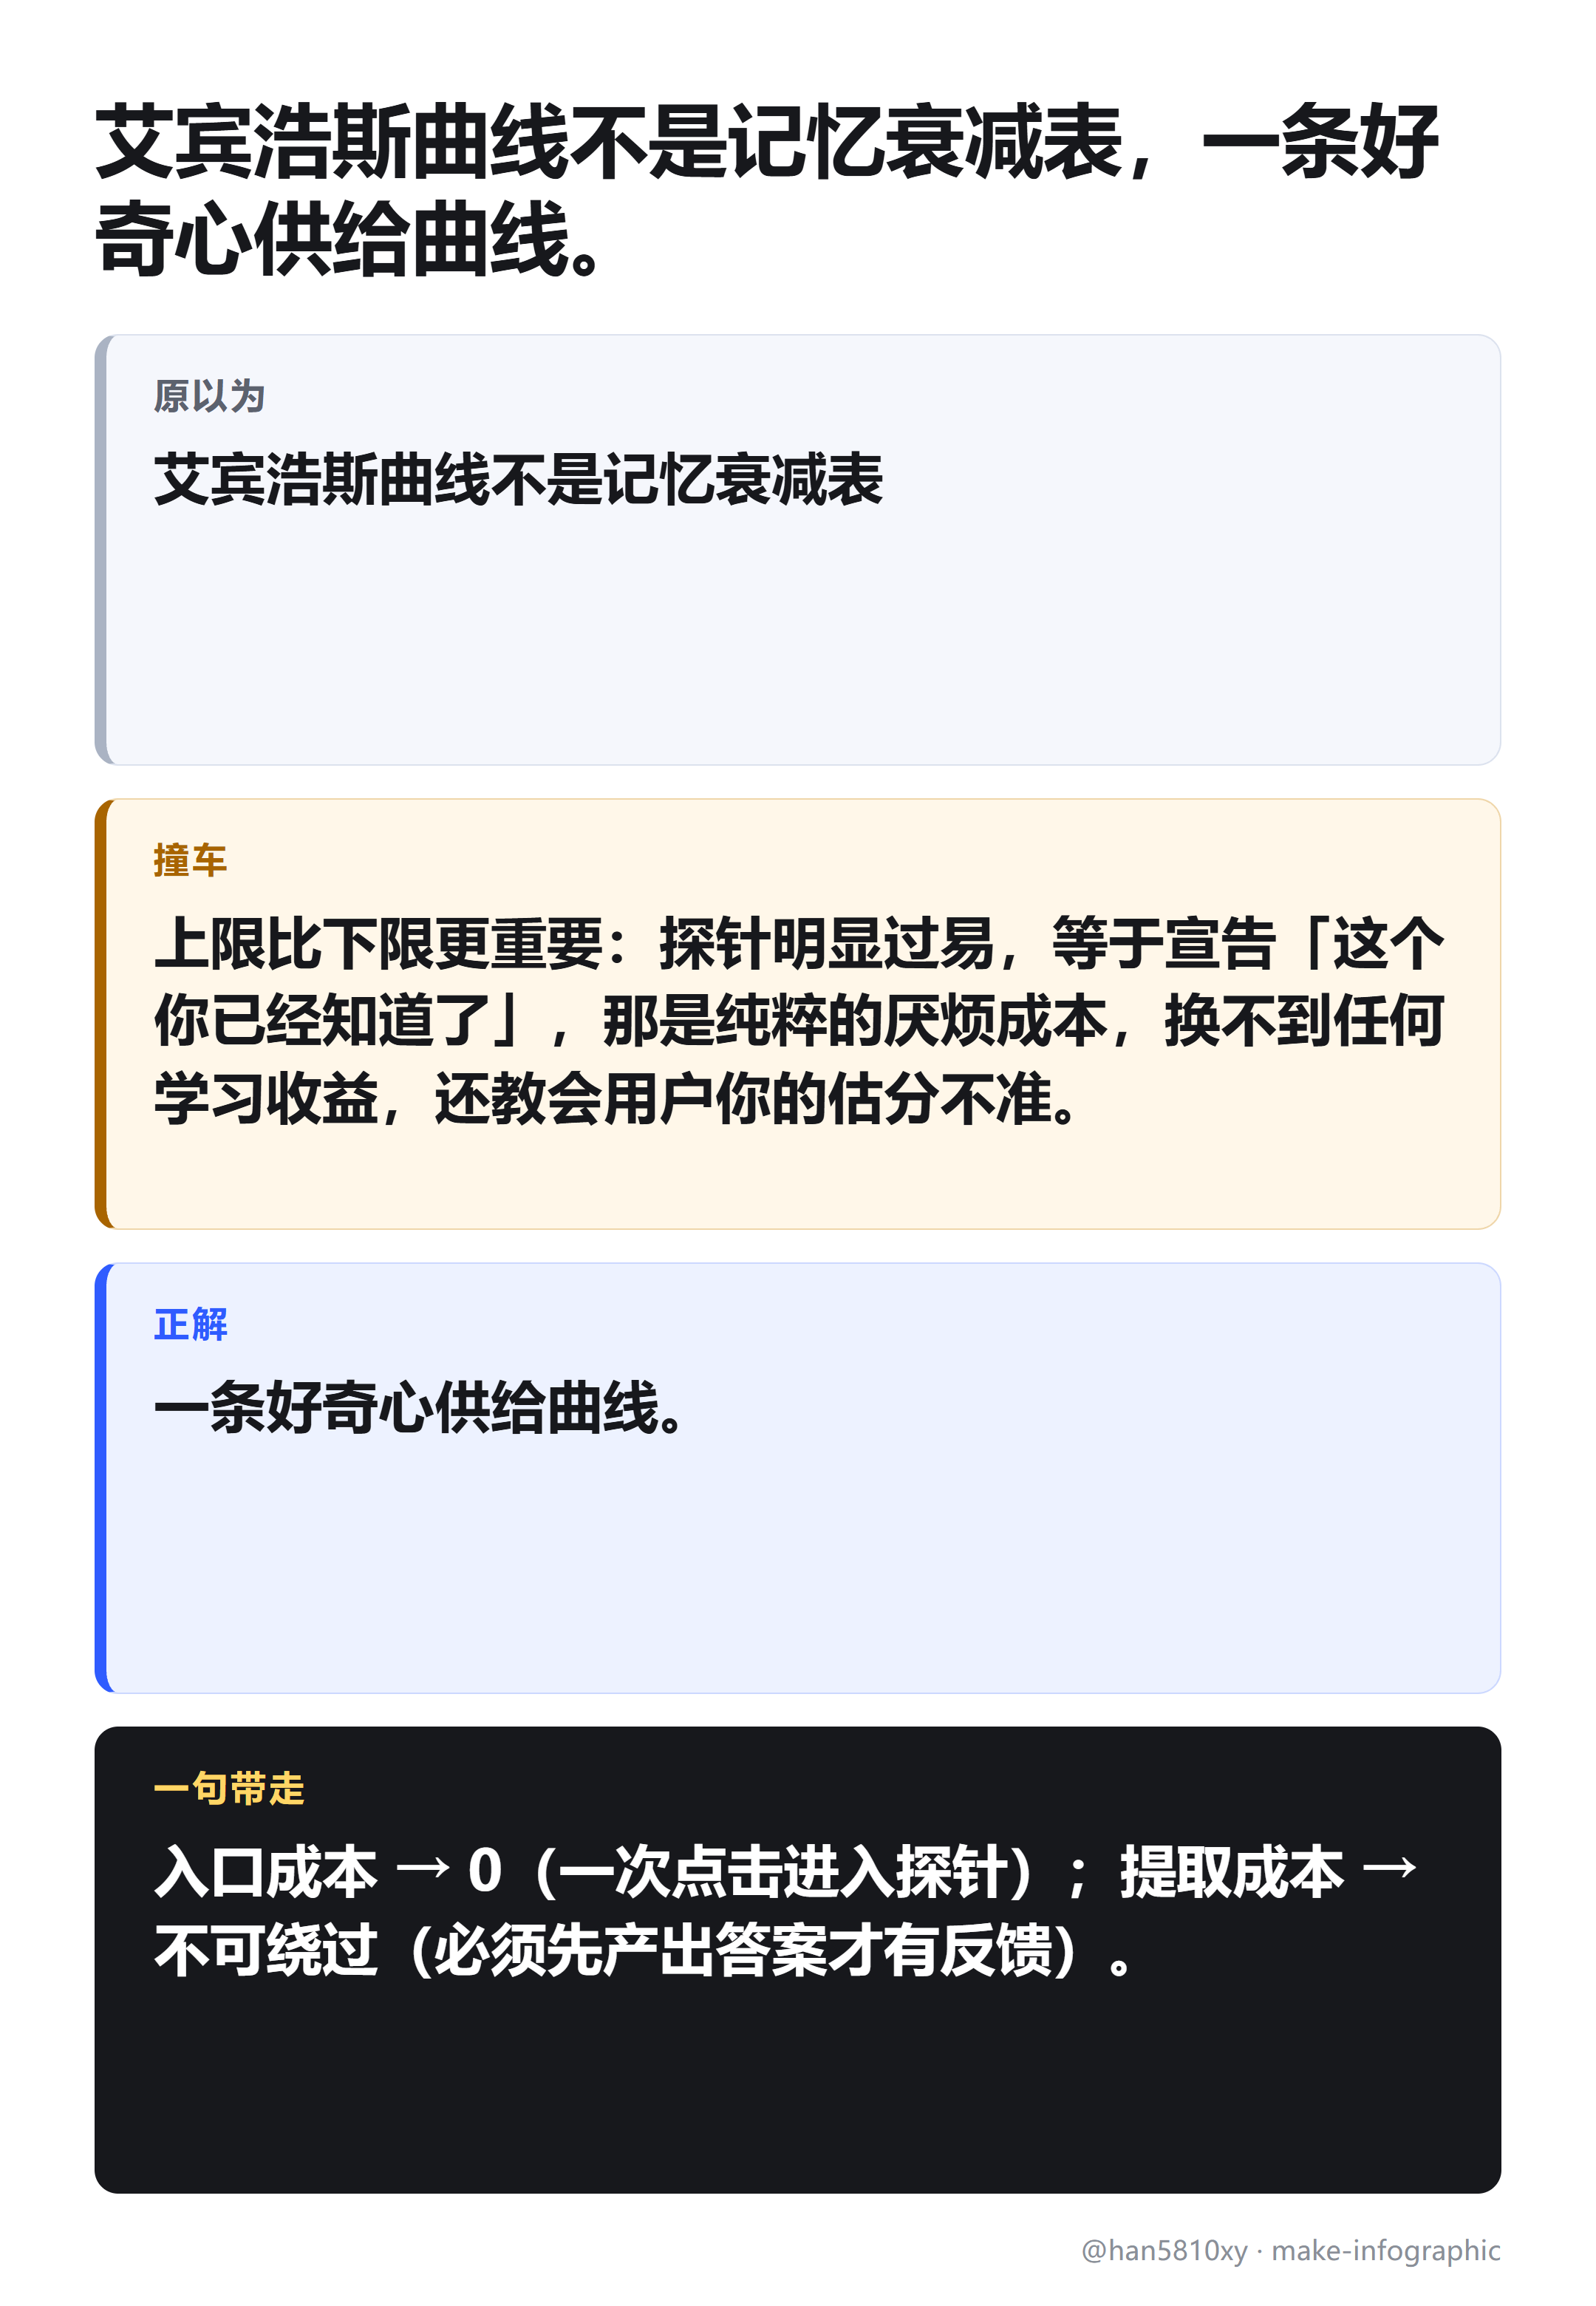 艾宾浩斯曲线不是记忆衰减表，一条好
奇心供给曲线。
原以为
艾宾浩斯曲线不是记忆衰减表
撞车
上限比下限更重要：探针明显过易，等于宣告「这个
你已经知道了」，那是纯粹的厌烦成本，换不到任何
学习收益，还教会用户你的估分不准。
正解
一条好奇心供给曲线。
一句带走
入口成本 → 0（一次点击进入探针）；提取成本 →
不可绕过（必须先产出答案才有反馈）。
@han5810xy · make-infographic